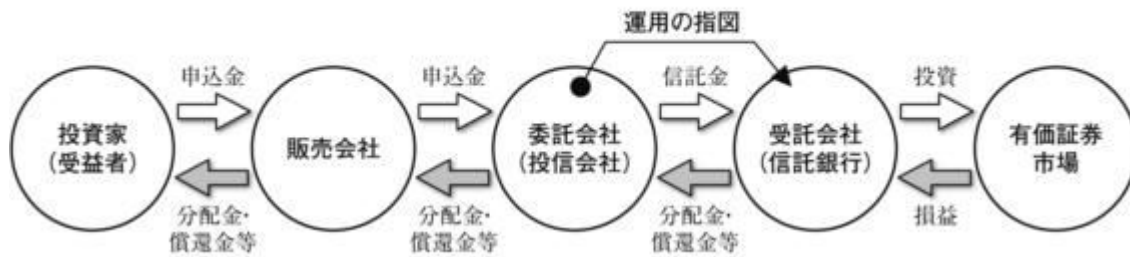 運用の指図
申込金
申込金
信託金
投資
投資家
(受益者)
販売会社
委託会社
(投信会社)
受託会社
(信託銀行)
有価証券
市場
分配金・
償還金等
分配金・
償還金等
分配金・
償還金等
損益